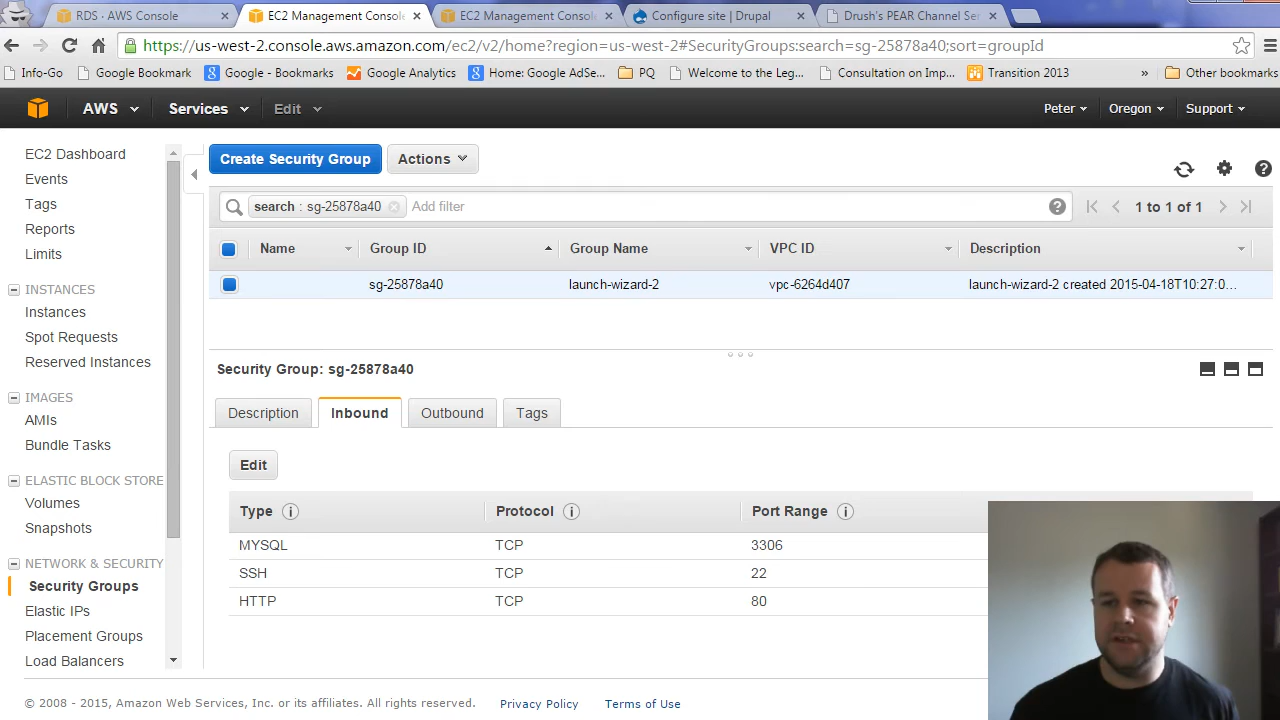 RDS · AWS Console
EC2 Management Console
EC2 Management Console
Configure site | Drupal
Drush's PEAR Channel Se
https://us-west-2.console.aws.amazon.com/ec2/v2/home?region=us-west-2#SecurityGroups:search=sg-25878a40;sort=groupId
Info-Go
Google Bookmark
Google - Bookmarks
Google Analytics
Home: Google AdSe...
PQ
Welcome to the Leg...
Consultation on Imp...
Transition 2013
»
Other bookmarks
AWS
Services
Edit
Peter
Oregon
Support
EC2 Dashboard
Events
Tags
Reports
Limits
INSTANCES
Instances
Spot Requests
Reserved Instances
IMAGES
AMIs
Bundle Tasks
ELASTIC BLOCK STORE
Volumes
Snapshots
NETWORK & SECURITY
Security Groups
Elastic IPs
Placement Groups
Load Balancers
Create Security Group
Actions
search : sg-25878a40
Add filter
1 to 1 of 1
Name
Group ID
Group Name
VPC ID
Description
sg-25878a40
launch-wizard-2
vpc-6264d407
launch-wizard-2 created 2015-04-18T10:27:0...
Security Group: sg-25878a40
Description
Inbound
Outbound
Tags
Edit
Type
Protocol
Port Range
MYSQL
TCP
3306
SSH
TCP
22
HTTP
TCP
80
© 2008 - 2015, Amazon Web Services, Inc. or its affiliates. All rights reserved.
Privacy Policy
Terms of Use